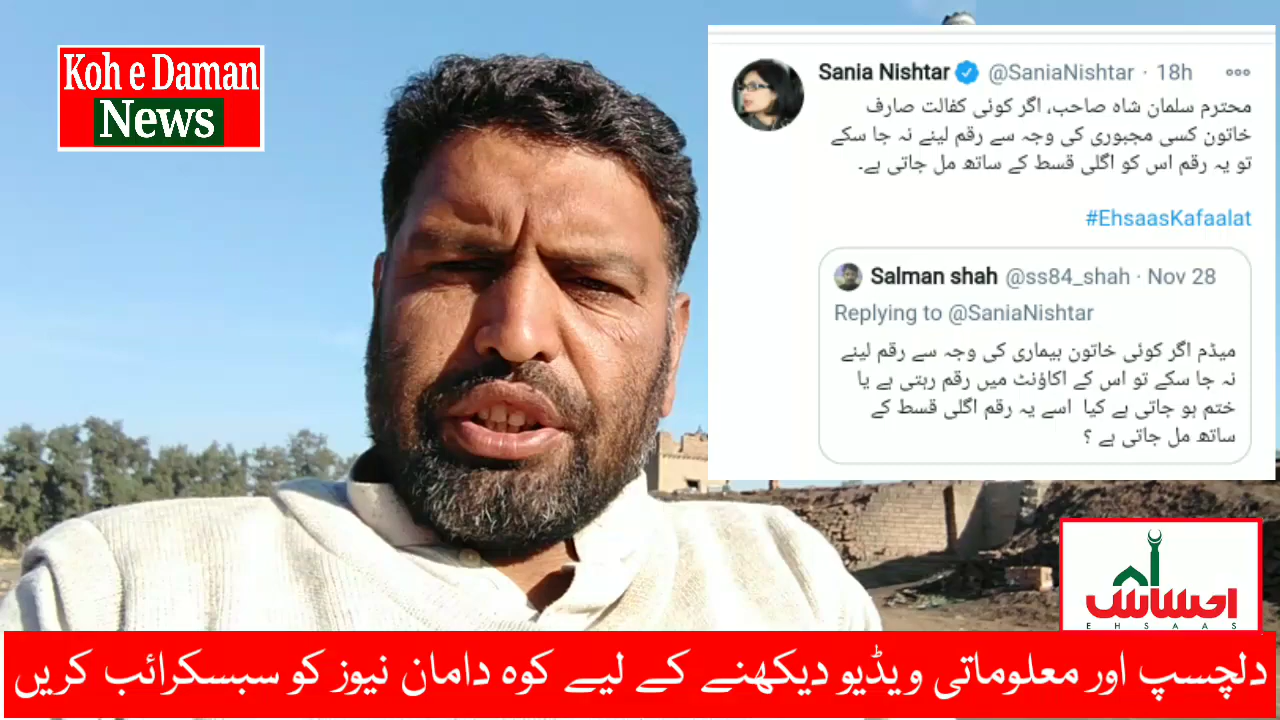 Koh e Daman
News
Sania Nishtar @SaniaNishtar · 18h
محترم سلمان شاہ صاحب، اگر کوئی کفالت صارف
خاتون کسی مجبوری کی وجہ سے رقم لینے نہ جا سکے
تو یہ رقم اس کو اگلی قسط کے ساتھ مل جاتی ہے۔
#EhsaasKafaalat
Salman shah @ss84_shah · Nov 28
Replying to @SaniaNishtar
میڈم اگر کوئی خاتون بیماری کی وجہ سے رقم لینے
نہ جا سکے تو اس کے اکاؤنٹ میں رقم رہتی ہے یا
ختم ہو جاتی ہے کیا اسے یہ رقم اگلی قسط کے
ساتھ مل جاتی ہے ؟
احساس
EHSAAS
دلچسپ اور معلوماتی ویڈیو دیکھنے کے لیے کوہ دامان نیوز کو سبسکرائب کریں